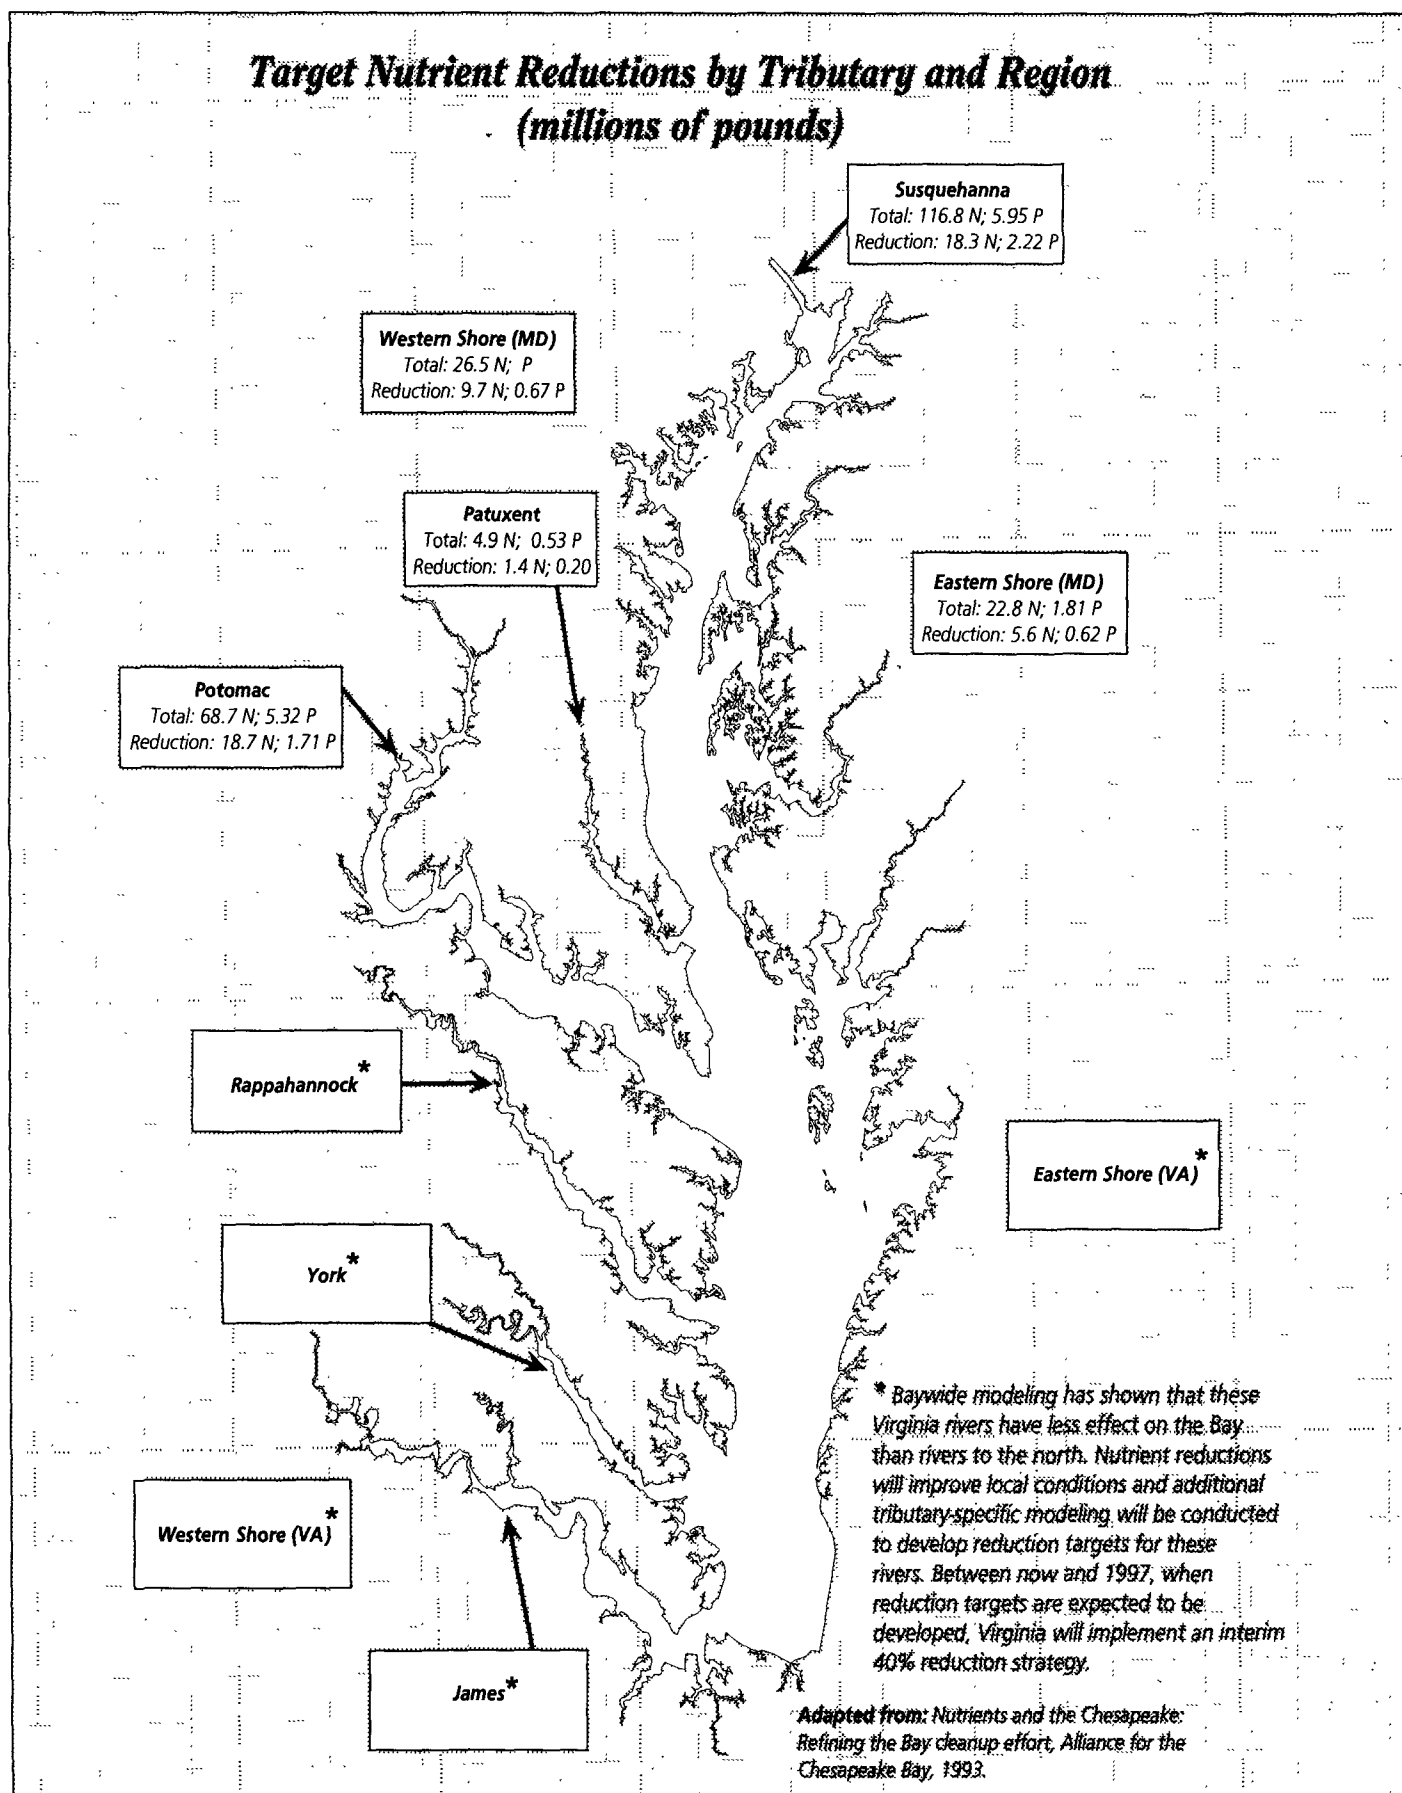 Target Nutrient Reductions by Tributary and Region
(millions of pounds)
Susquehanna
Total: 116.8 N; 5.95 P
Reduction: 18.3 N; 2.22 P
Western Shore (MD)
Total: 26.5 N; P
Reduction: 9.7 N; 0.67 P
Patuxent
Total: 4.9 N; 0.53 P
Reduction: 1.4 N; 0.20
Eastern Shore (MD)
Total: 22.8 N; 1.81 P
Reduction: 5.6 N; 0.62 P
Potomac
Total: 68.7 N; 5.32 P
Reduction: 18.7 N; 1.71 P
Rappahannock*
Eastern Shore (VA)*
York*
Western Shore (VA)*
James*
* Baywide modeling has shown that these
Virginia rivers have less effect on the Bay
than rivers to the north. Nutrient reductions
will improve local conditions and additional
tributary-specific modeling will be conducted
to develop reduction targets for these
rivers. Between now and 1997, when
reduction targets are expected to be
developed, Virginia will implement an interim
40% reduction strategy.
Adapted from: Nutrients and the Chesapeake:
Refining the Bay cleanup effort, Alliance for the
Chesapeake Bay, 1993.